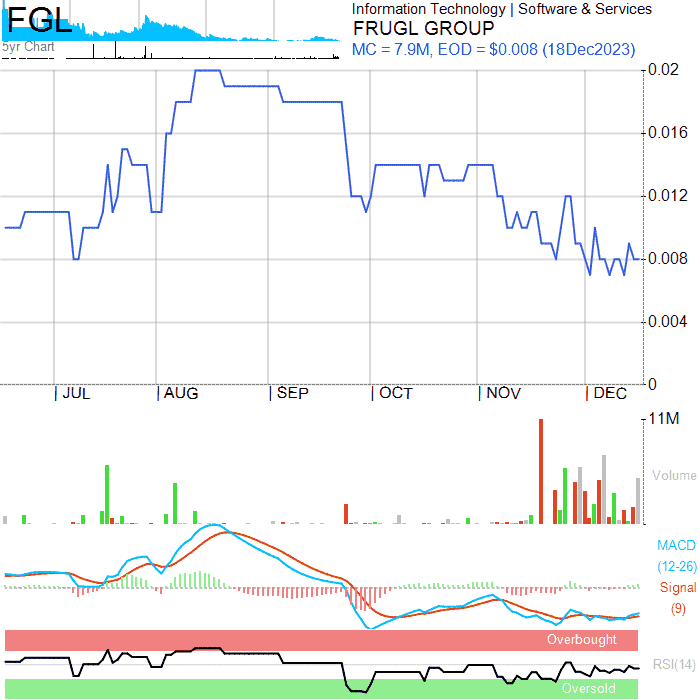 FGL
5yr Chart
Information Technology | Software & Services
FRUGL GROUP
MC = 7.9M, EOD = $0.008 (18Dec2023)
0.02
0.016
0.012
0.008
0.004
0
JUL AUG SEP OCT NOV DEC
11M
Volume
MACD
(12-26)
Signal
(9)
Overbought
RSI(14)
Oversold